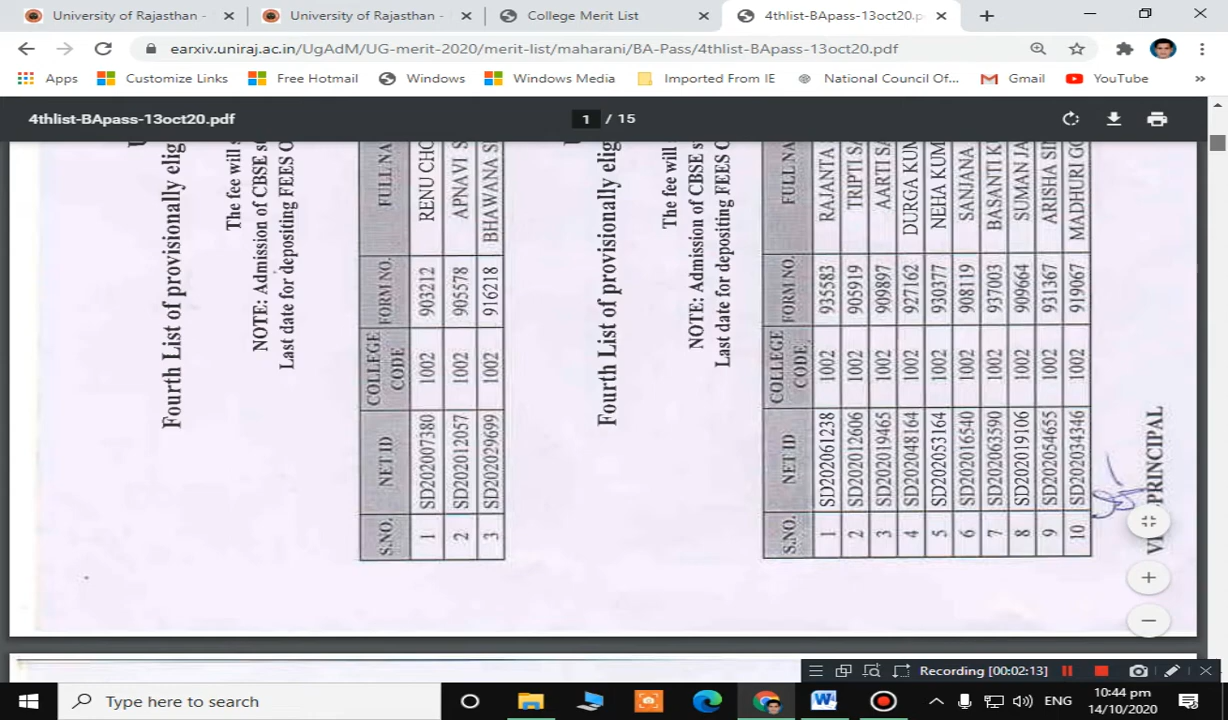 University of Rajasthan -
University of Rajasthan -
College Merit List
4thlist-BApass-13oct20.p
earxiv.uniraj.ac.in/UgAdM/UG-merit-2020/merit-list/maharani/BA-Pass/4thlist-BApass-13oct20.pdf
Apps
Customize Links
Free Hotmail
Windows
Windows Media
Imported From IE
National Council Of...
Gmail
YouTube
4thlist-BApass-13oct20.pdf
1 / 15
Fourth List of provisionally elig
The fee will s
NOTE: Admission of CBSE s
Last date for depositing FEES O
S.NO. NET ID COLLEGE CODE FORM NO. FULL NA
1 SD202007380 1002 903212 RENU CHO
2 SD202012057 1002 905578 APNAVI S
3 SD202029699 1002 916218 BHAWANA S
Fourth List of provisionally elig
The fee will
NOTE: Admission of CBSE s
Last date for depositing FEES O
S.NO. NET ID COLLEGE CODE FORM NO. FULL NA
1 SD202061238 1002 935583 RAJANTA
2 SD202012606 1002 905919 TRIPTI SA
3 SD202019465 1002 909897 AARTI SA
4 SD202048164 1002 927162 DURGA KUM
5 SD202053164 1002 930377 NEHA KUM
6 SD202016540 1002 908119 SANJANA
7 SD202063590 1002 937003 BASANTI K
8 SD202019106 1002 909664 SUMAN JA
9 SD202054655 1002 931367 ARISHA SI
10 SD202034346 1002 919067 MADHURI GO
PRINCIPAL
Recording [00:02:13]
Type here to search
ENG
10:44 pm
14/10/2020